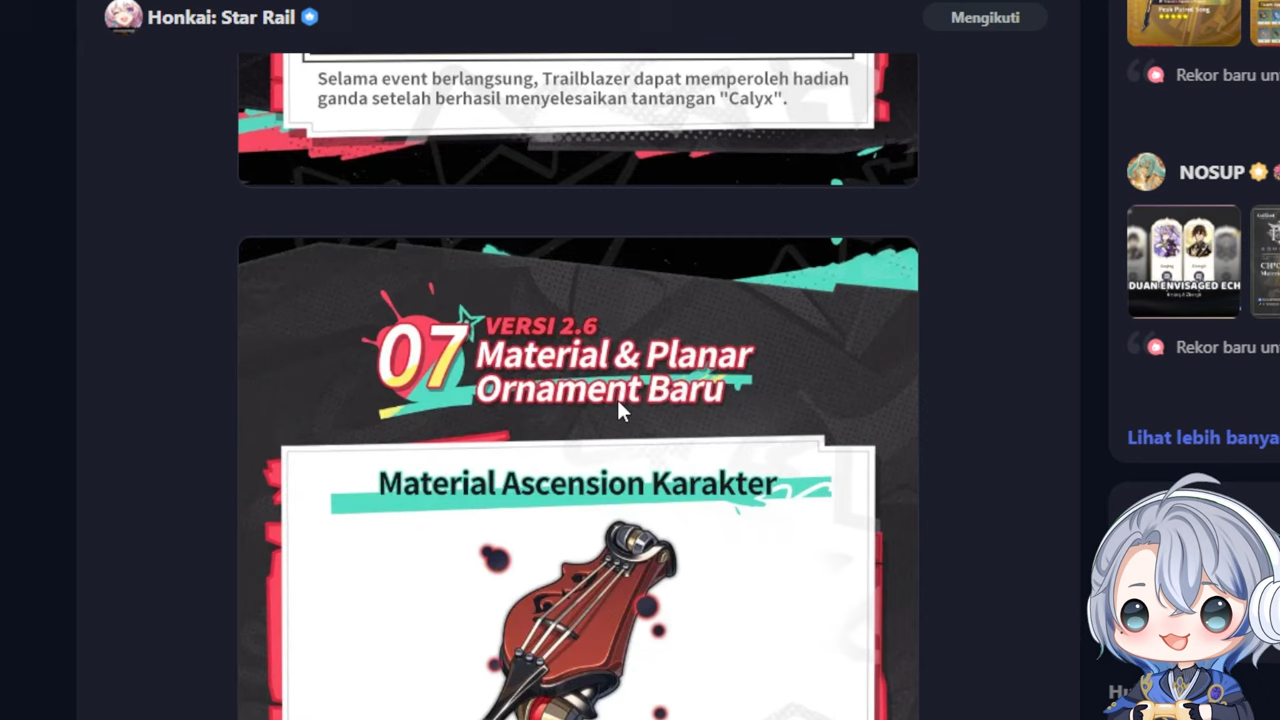 Honkai: Star Rail
Mengikuti
Selama event berlangsung, Trailblazer dapat memperoleh hadiah
ganda setelah berhasil menyelesaikan tantangan "Calyx".
07
VERSI 2.6
Material & Planar
Ornament Baru
Material Ascension Karakter
Rekor baru un
NOSUP
DUAN ENVISAGED ECH
Rekor baru un
Lihat lebih banya